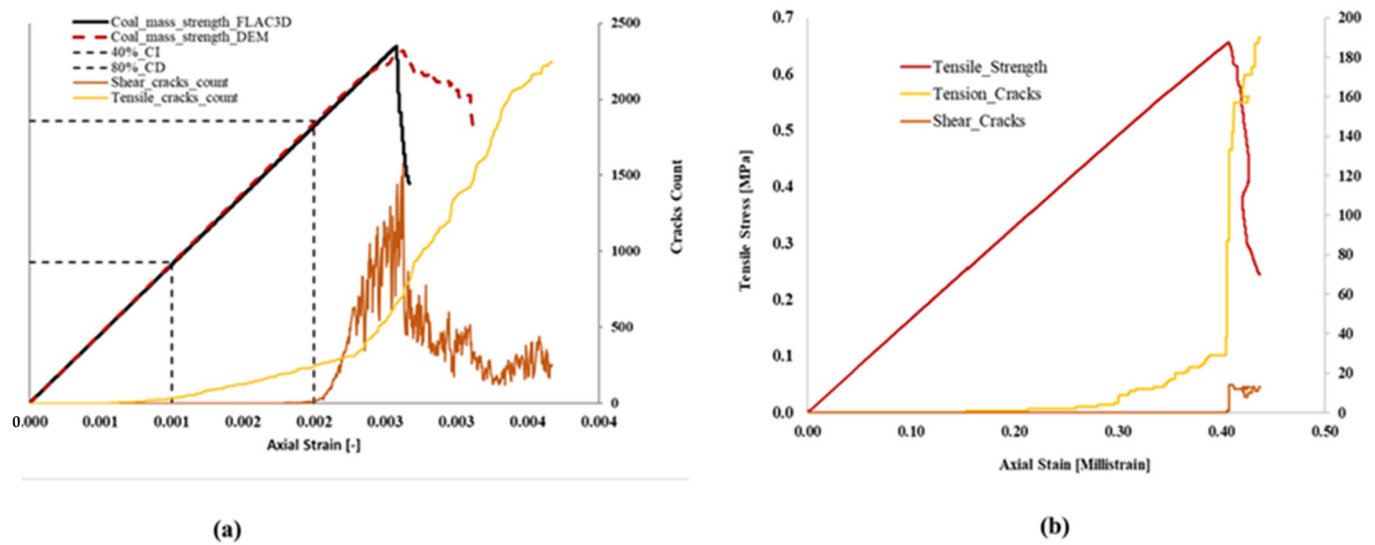 Coal_mass_strength_FLAC3D
Coal_mass_strength_DEM
40%_CI
80%_CD
Shear_cracks_count
Tensile_cracks_count
2500
2000
1500
1000
500
0
Cracks Count
0
0.000 0.001 0.001 0.002 0.002 0.003 0.003 0.004 0.004
Axial Strain [-]
(a)
0.7
0.6
0.5
0.4
0.3
0.2
0.1
0.0
Tensile Stress [MPa]
Tensile_Strength
Tension_Cracks
Shear_Cracks
200
180
160
140
120
100
80
60
40
20
0
0.00 0.10 0.20 0.30 0.40 0.50
Axial Stain [Millistrain]
(b)